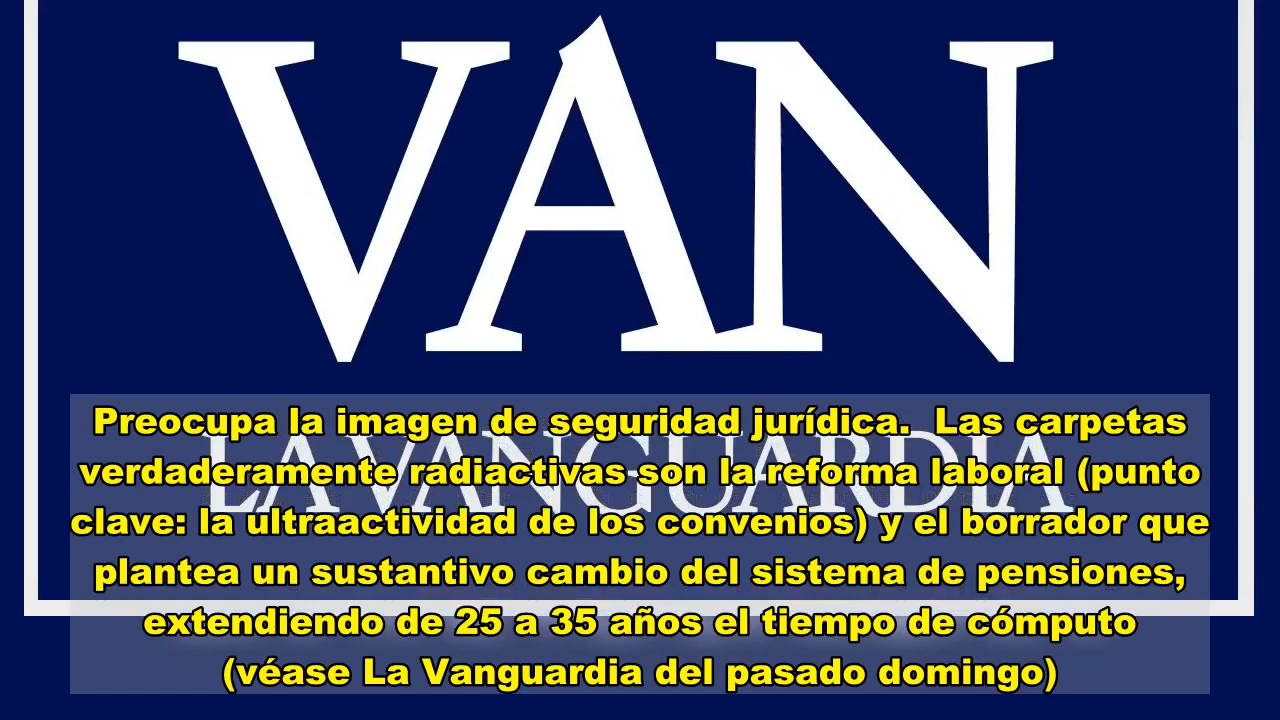 VAN
LA VANGUARDIA
Preocupa la imagen de seguridad jurídica.  Las carpetas
verdaderamente radiactivas son la reforma laboral (punto
clave: la ultraactividad de los convenios) y el borrador que
plantea un sustantivo cambio del sistema de pensiones,
extendiendo de 25 a 35 años el tiempo de cómputo
(véase La Vanguardia del pasado domingo)